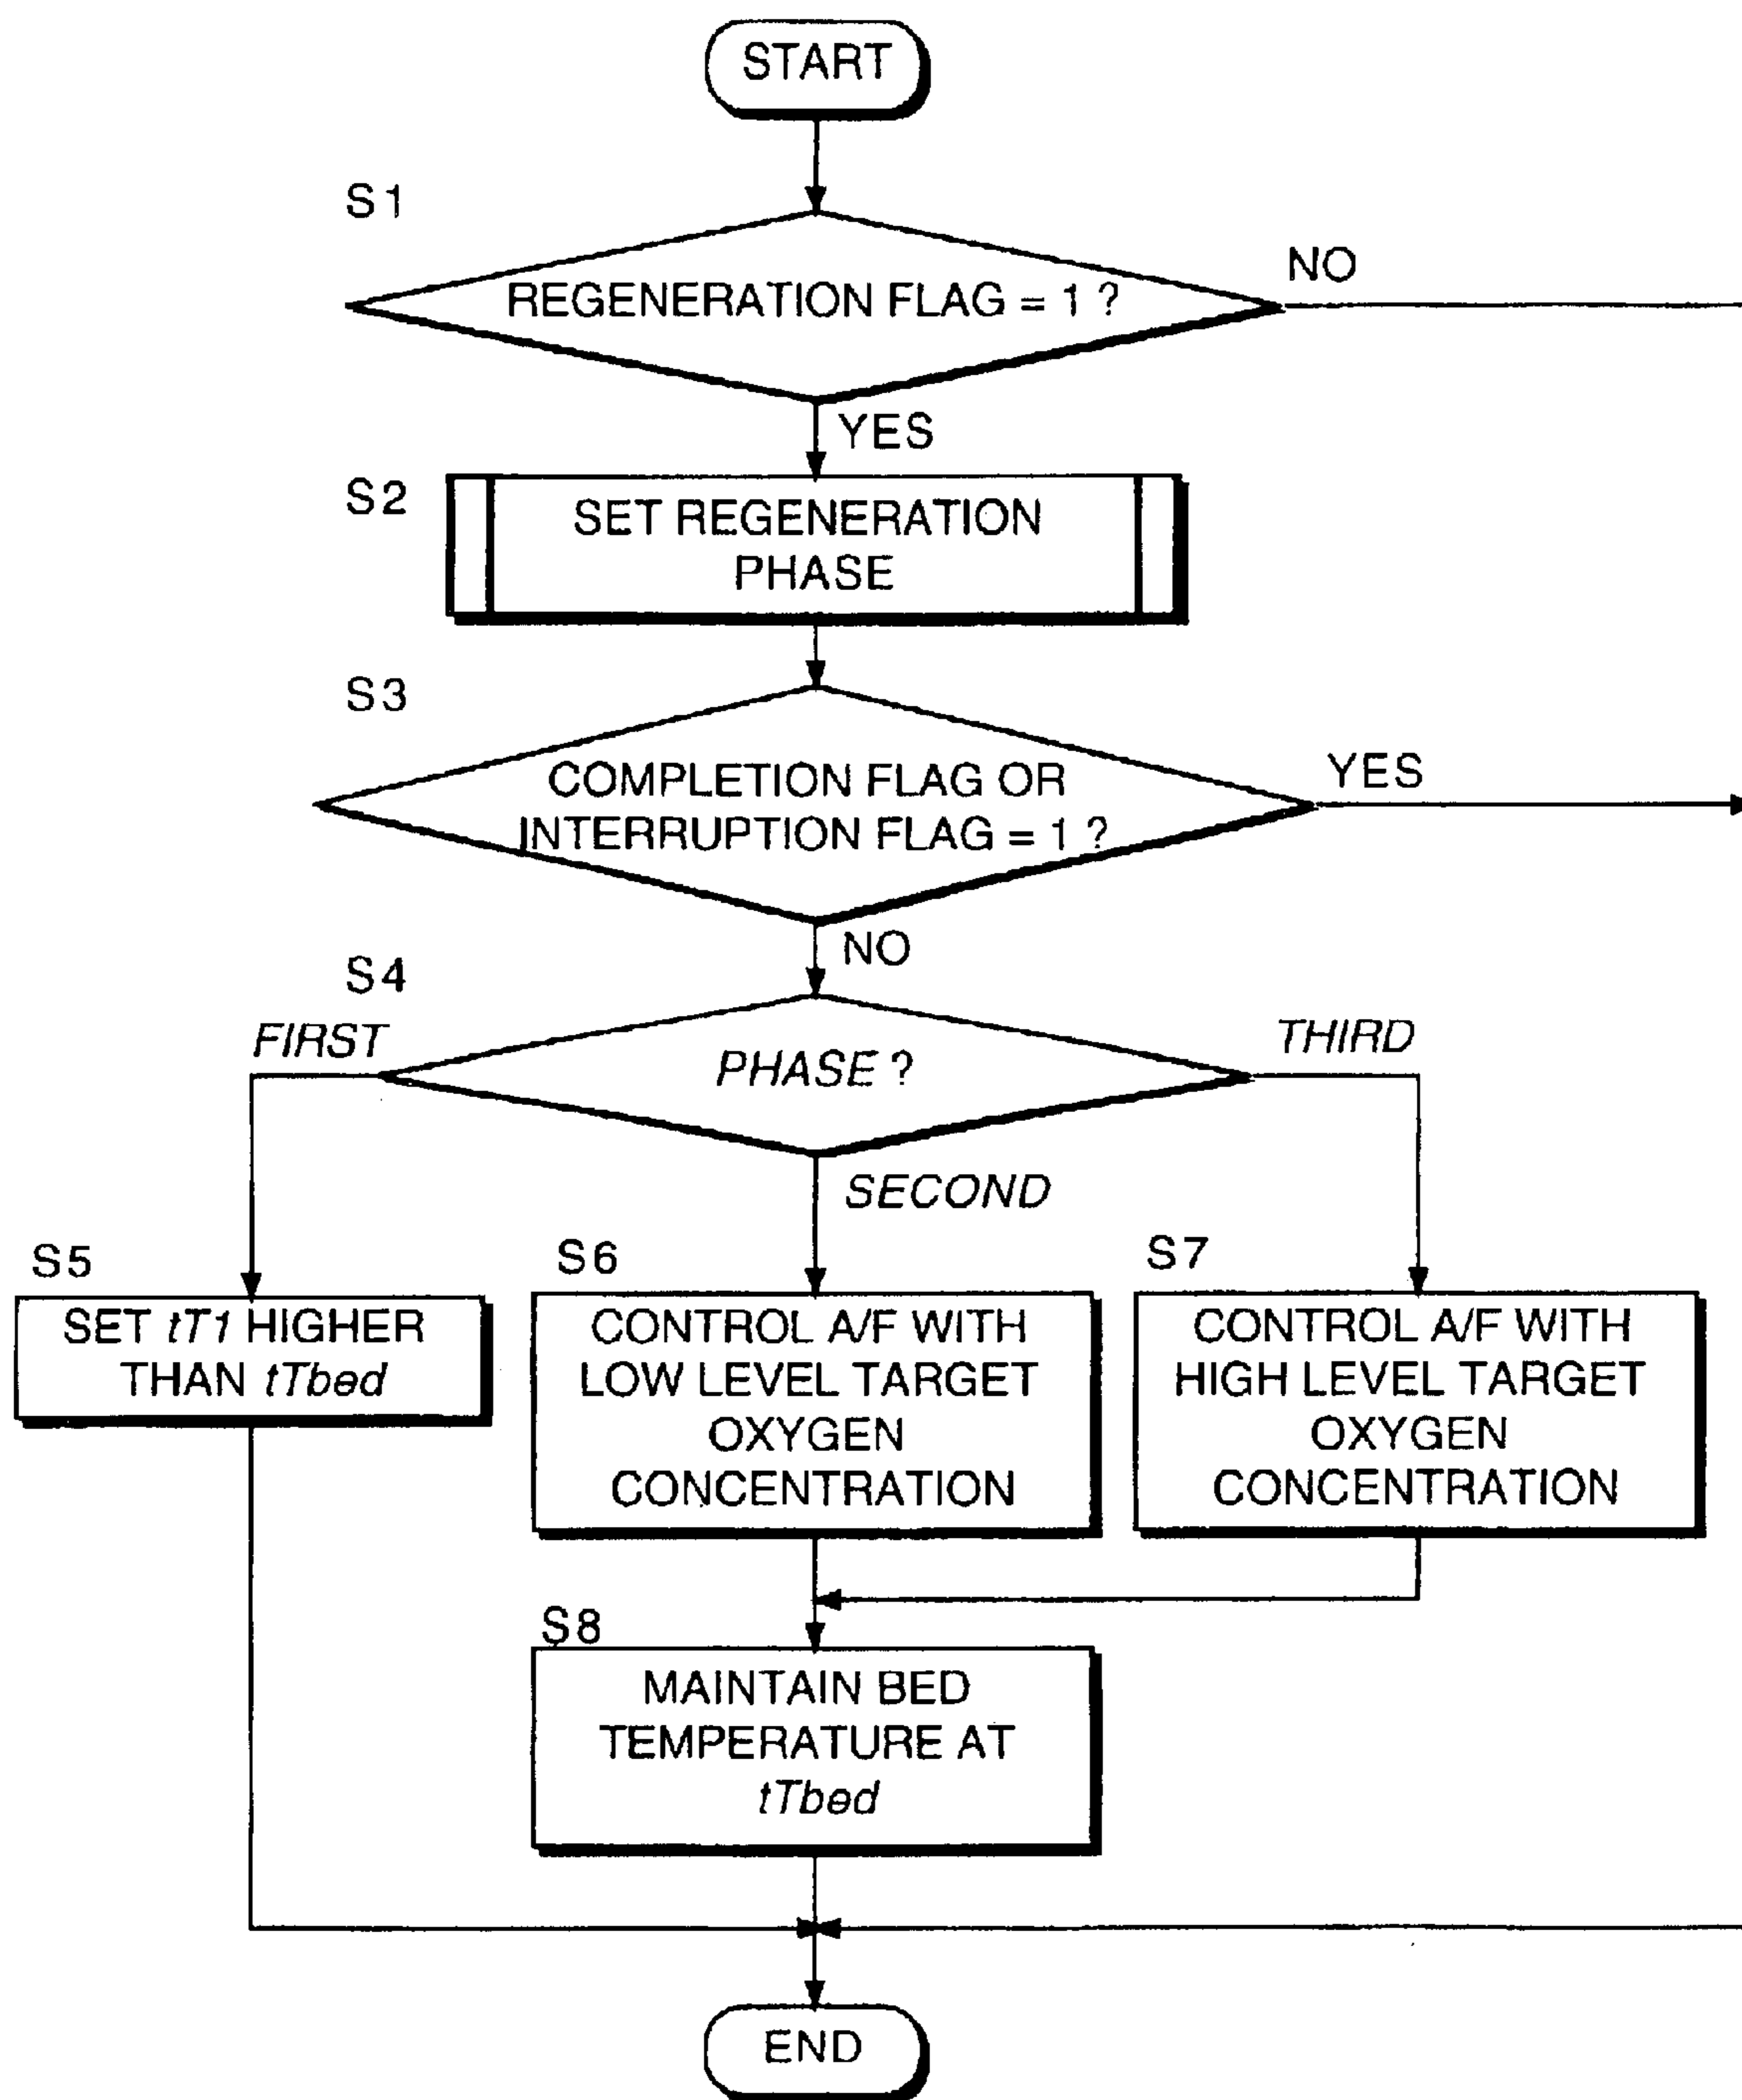 START
S1
REGENERATION FLAG = 1 ?
NO
YES
S2
SET REGENERATION
PHASE
S3
COMPLETION FLAG OR
INTERRUPTION FLAG = 1 ?
YES
NO
S4
FIRST
PHASE ?
THIRD
SECOND
S5
SET tT1 HIGHER
THAN tTbed
S6
CONTROL A/F WITH
LOW LEVEL TARGET
OXYGEN
CONCENTRATION
S7
CONTROL A/F WITH
HIGH LEVEL TARGET
OXYGEN
CONCENTRATION
S8
MAINTAIN BED
TEMPERATURE AT
tTbed
END